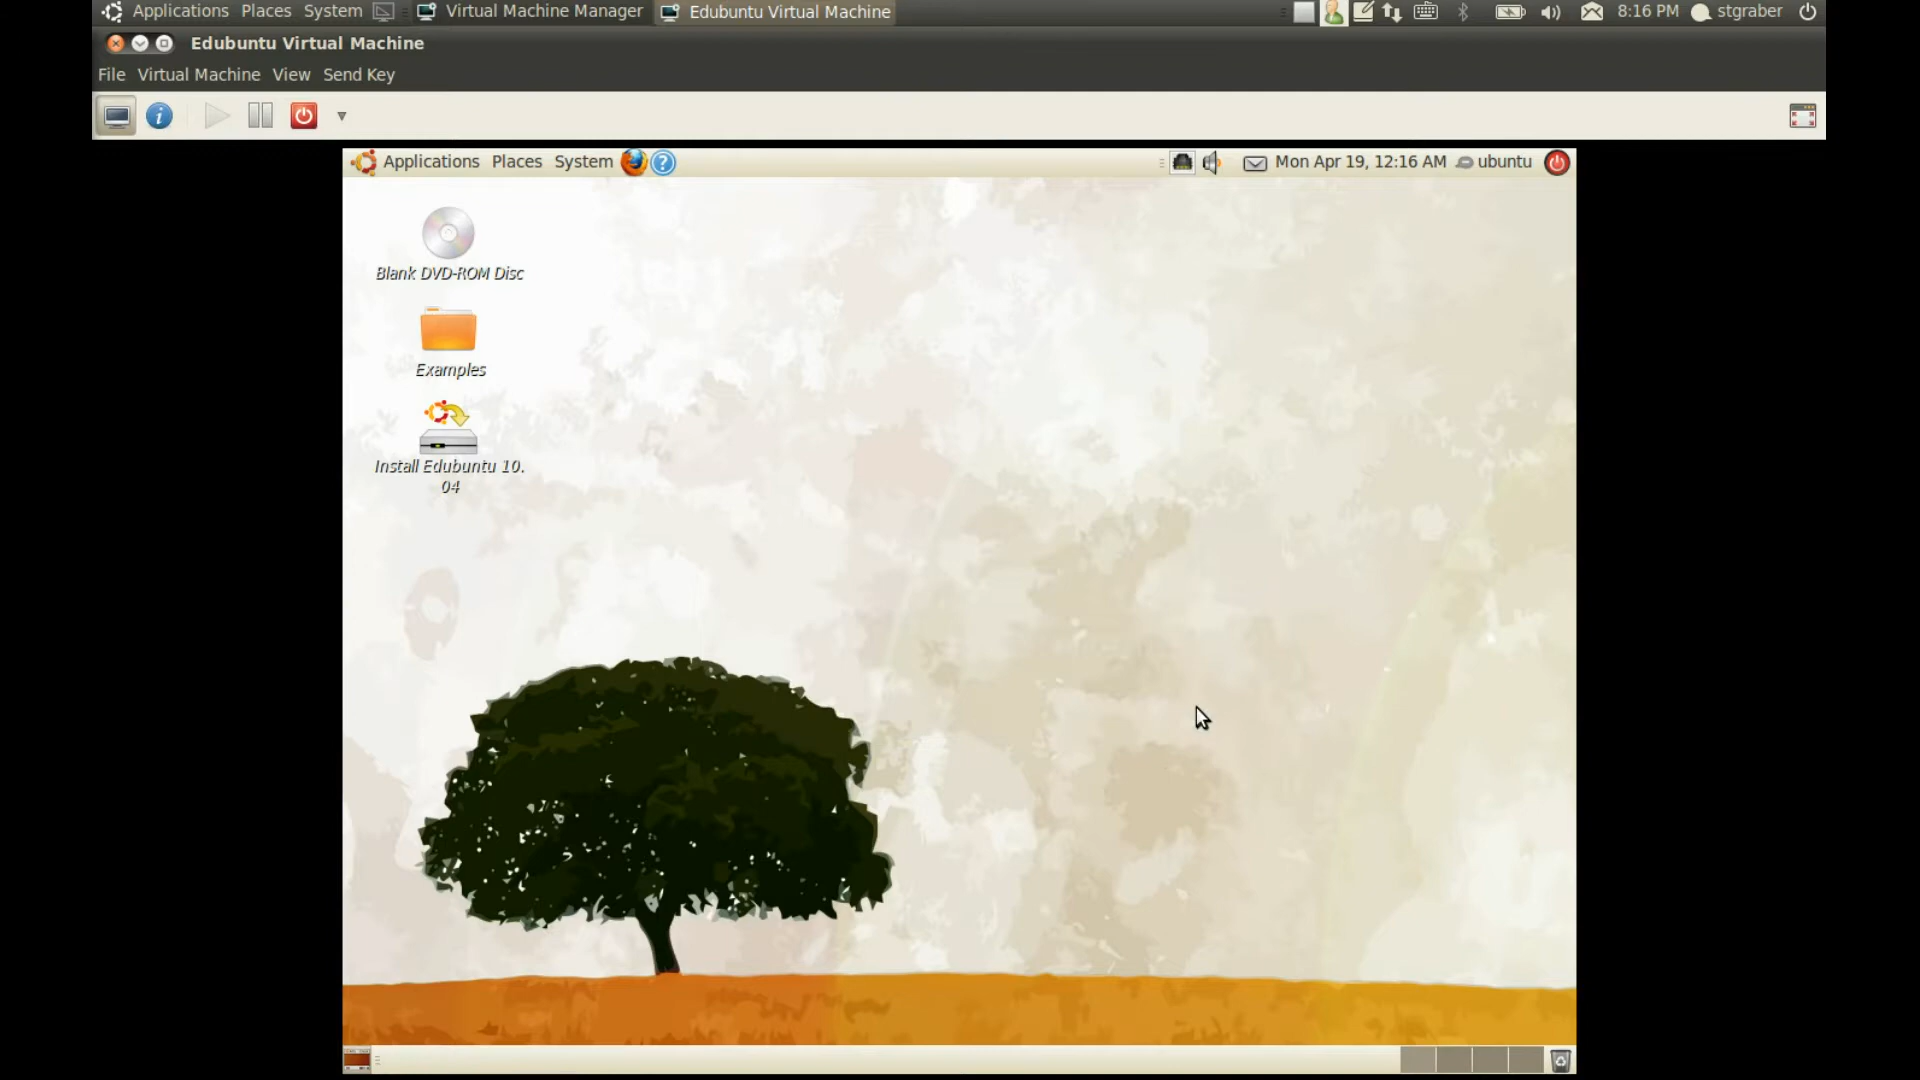 Applications Places System Virtual Machine Manager Edubuntu Virtual Machine 8:16 PM stgraber
Edubuntu Virtual Machine
File Virtual Machine View Send Key
Applications Places System Mon Apr 19, 12:16 AM ubuntu
Blank DVD-ROM Disc
Examples
Install Edubuntu 10.
04